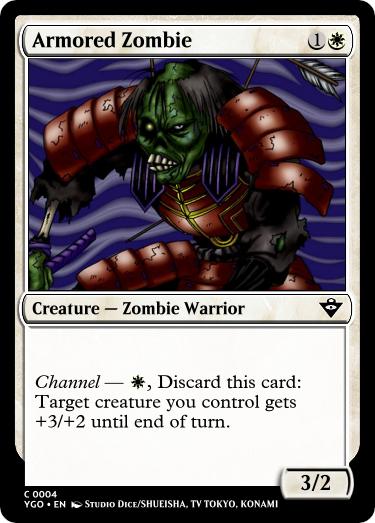 Armored Zombie 1
Creature — Zombie Warrior
Channel — , Discard this card:
Target creature you control gets
+3/+2 until end of turn.
3/2
C 0004
YGO • EN Studio Dice/SHUEISHA, TV TOKYO, KONAMI